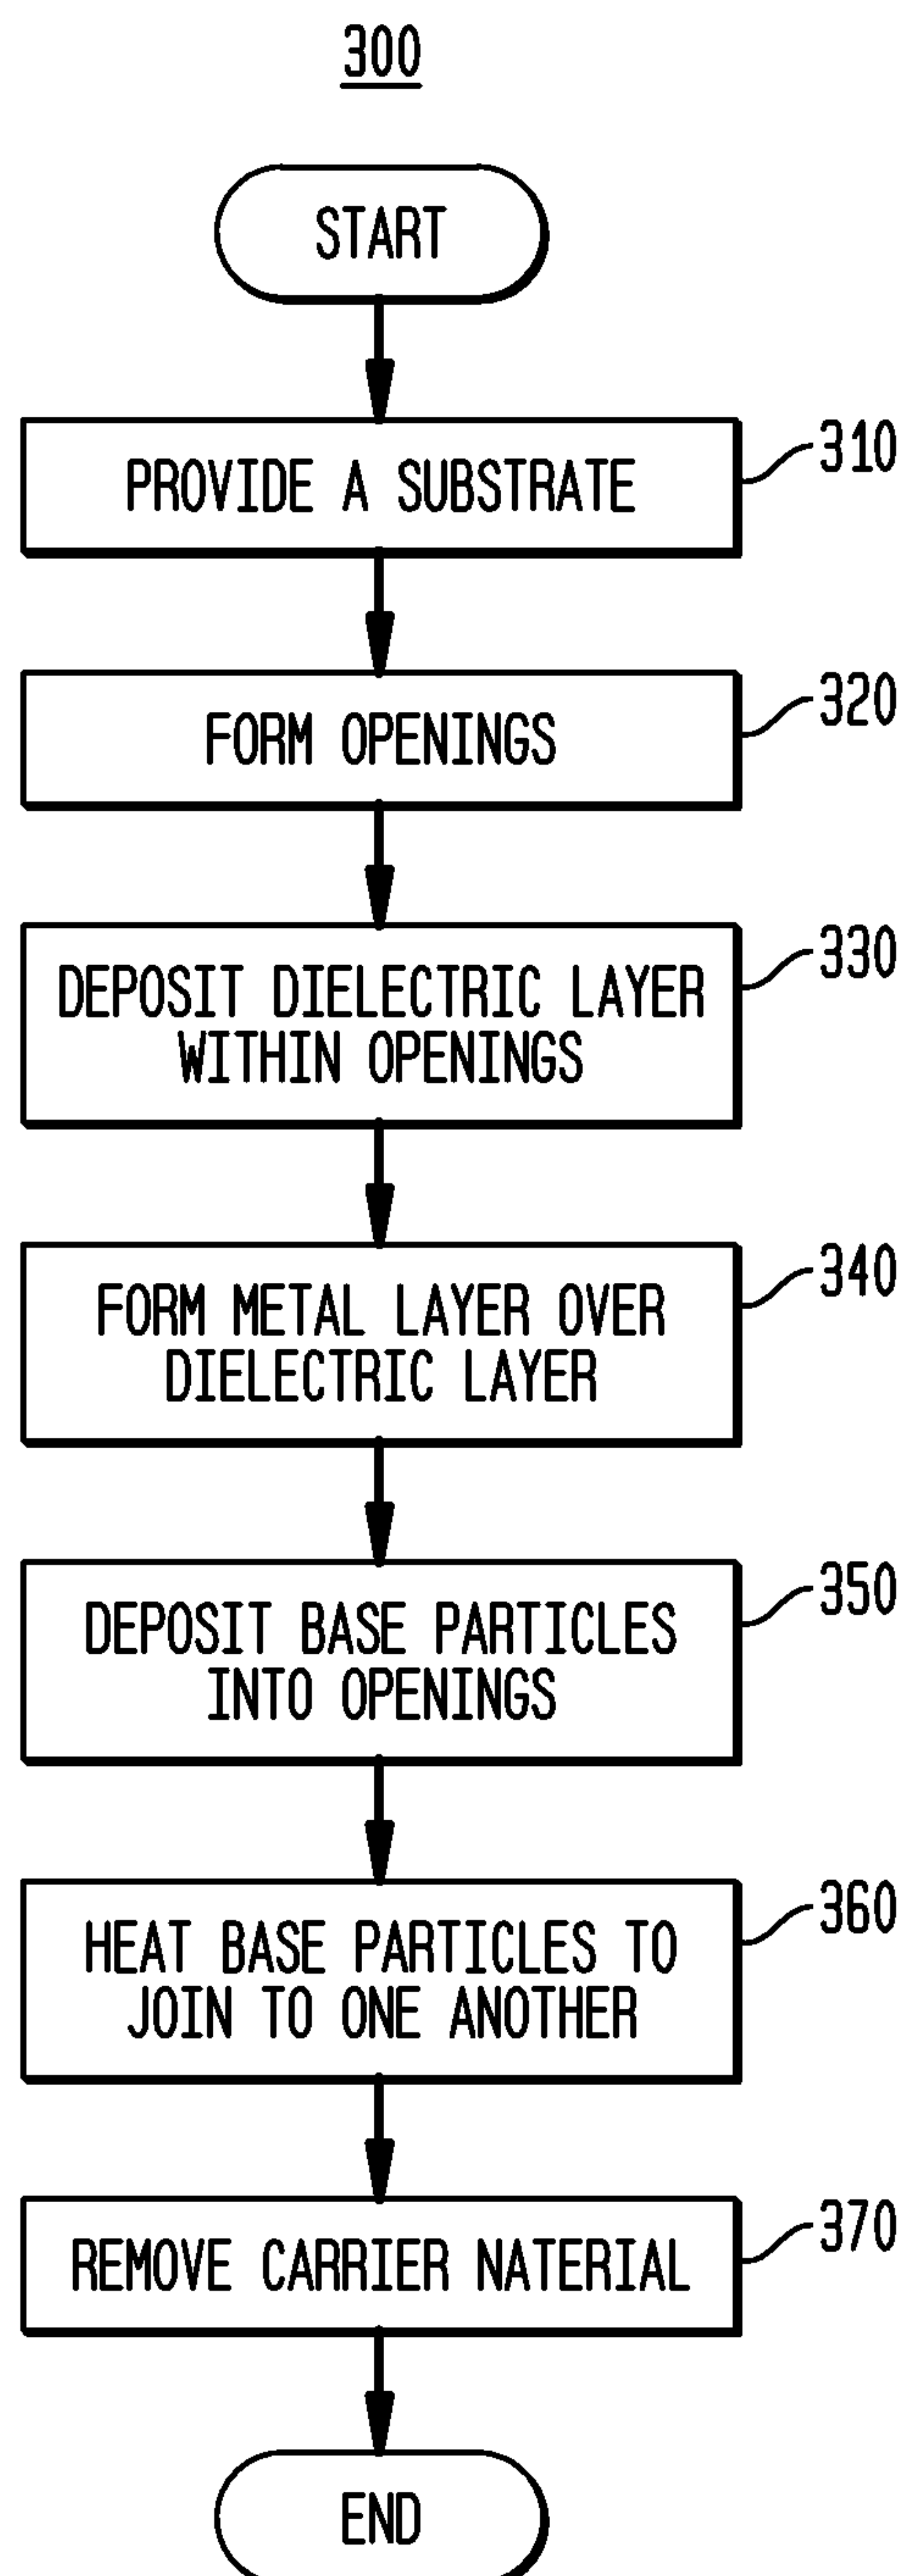 300
START
PROVIDE A SUBSTRATE
310
FORM OPENINGS
320
DEPOSIT DIELECTRIC LAYER
WITHIN OPENINGS
330
FORM METAL LAYER OVER
DIELECTRIC LAYER
340
DEPOSIT BASE PARTICLES
INTO OPENINGS
350
HEAT BASE PARTICLES TO
JOIN TO ONE ANOTHER
360
REMOVE CARRIER NATERIAL
370
END